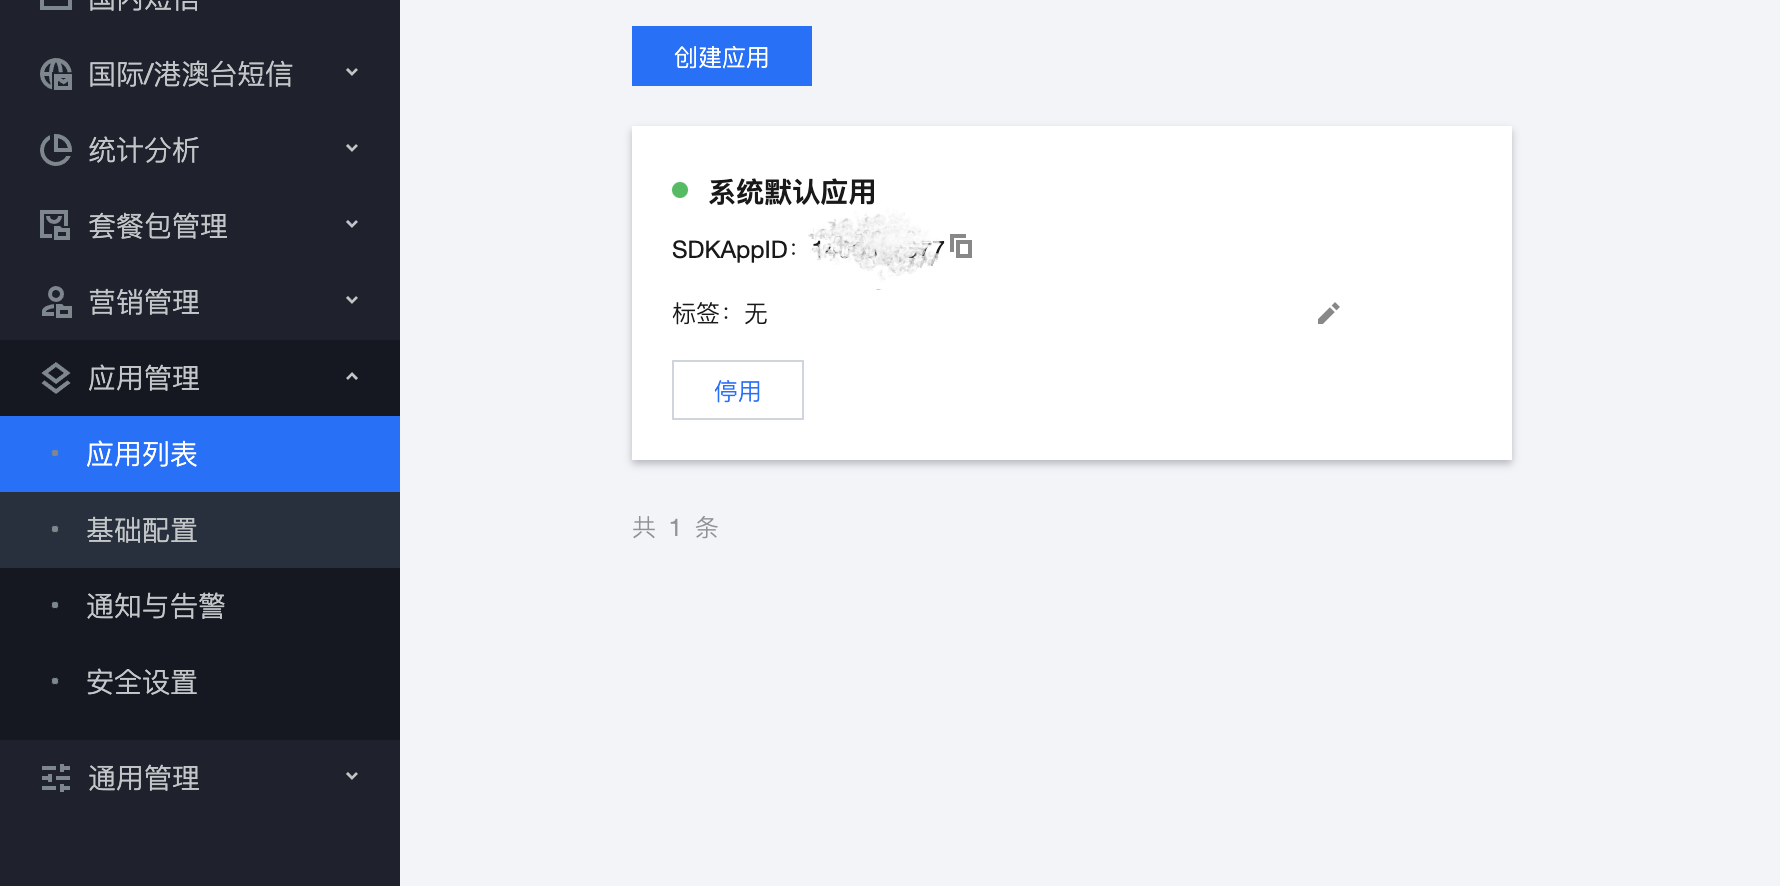 国内短信
国际/港澳台短信
统计分析
套餐包管理
营销管理
应用管理
应用列表
基础配置
通知与告警
安全设置
通用管理
创建应用
系统默认应用
SDKAppID：
标签：无
停用
共 1 条